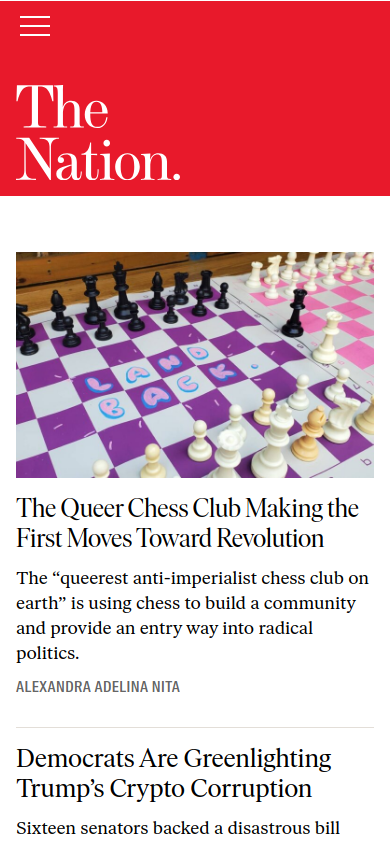 The
Nation.
LAND
BACK.
The Queer Chess Club Making the
First Moves Toward Revolution
The “queerest anti-imperialist chess club on
earth” is using chess to build a community
and provide an entry way into radical
politics.
ALEXANDRA ADELINA NITA
Democrats Are Greenlighting
Trump’s Crypto Corruption
Sixteen senators backed a disastrous bill